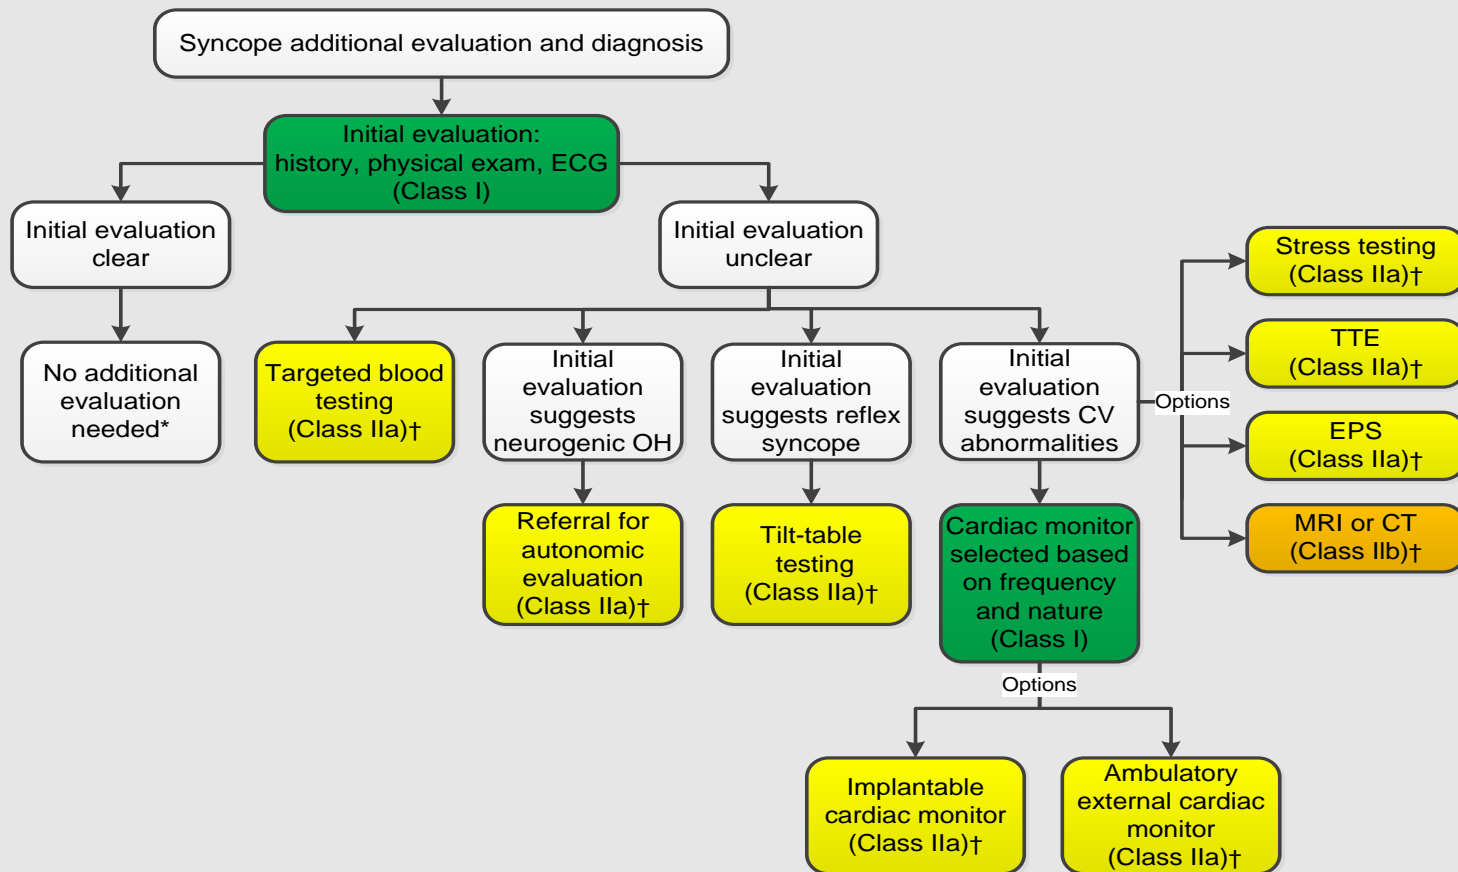 Syncope additional evaluation and diagnosis
Initial evaluation:
history, physical exam, ECG
(Class I)
Initial evaluation
clear
Initial evaluation
unclear
No additional
evaluation
needed*
Targeted blood
testing
(Class IIa)†
Initial
evaluation
suggests
neurogenic OH
Initial
evaluation
suggests reflex
syncope
Initial
evaluation
suggests CV
abnormalities
Options
Stress testing
(Class IIa)†
TTE
(Class IIa)†
EPS
(Class IIa)†
MRI or CT
(Class IIb)†
Referral for
autonomic
evaluation
(Class IIa)†
Tilt-table
testing
(Class IIa)†
Cardiac monitor
selected based
on frequency
and nature
(Class I)
Options
Implantable
cardiac monitor
(Class IIa)†
Ambulatory
external cardiac
monitor
(Class IIa)†